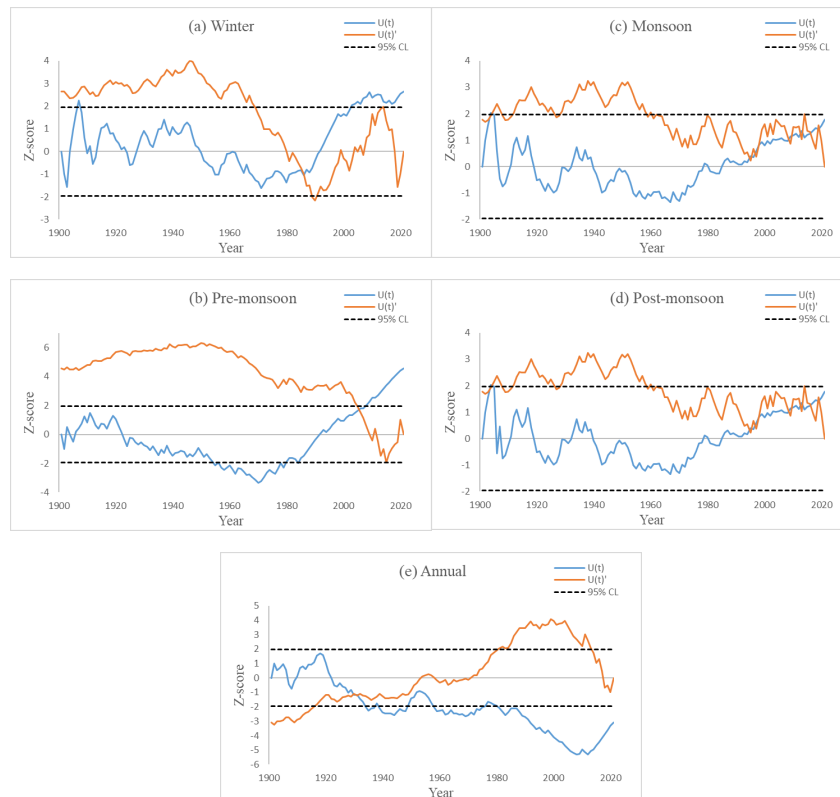 (a) Winter
U(t)
U(t)'
95% CL
4
3
2
1
0
-1
-2
-3
Z-score
1900 1920 1940 1960 1980 2000 2020
Year
(c) Monsoon
U(t)
U(t)'
95% CL
4
3
2
1
0
-1
-2
Z-score
1900 1920 1940 1960 1980 2000 2020
Year
(b) Pre-monsoon
U(t)
U(t)'
95% CL
6
4
2
0
-2
-4
Z-score
1900 1920 1940 1960 1980 2000 2020
Year
(d) Post-monsoon
U(t)
U(t)'
95% CL
4
3
2
1
0
-1
-2
Z-score
1900 1920 1940 1960 1980 2000 2020
Year
(e) Annual
U(t)
U(t)'
95% CL
5
4
3
2
1
0
-1
-2
-3
-4
-5
-6
Z-score
1900 1920 1940 1960 1980 2000 2020
Year